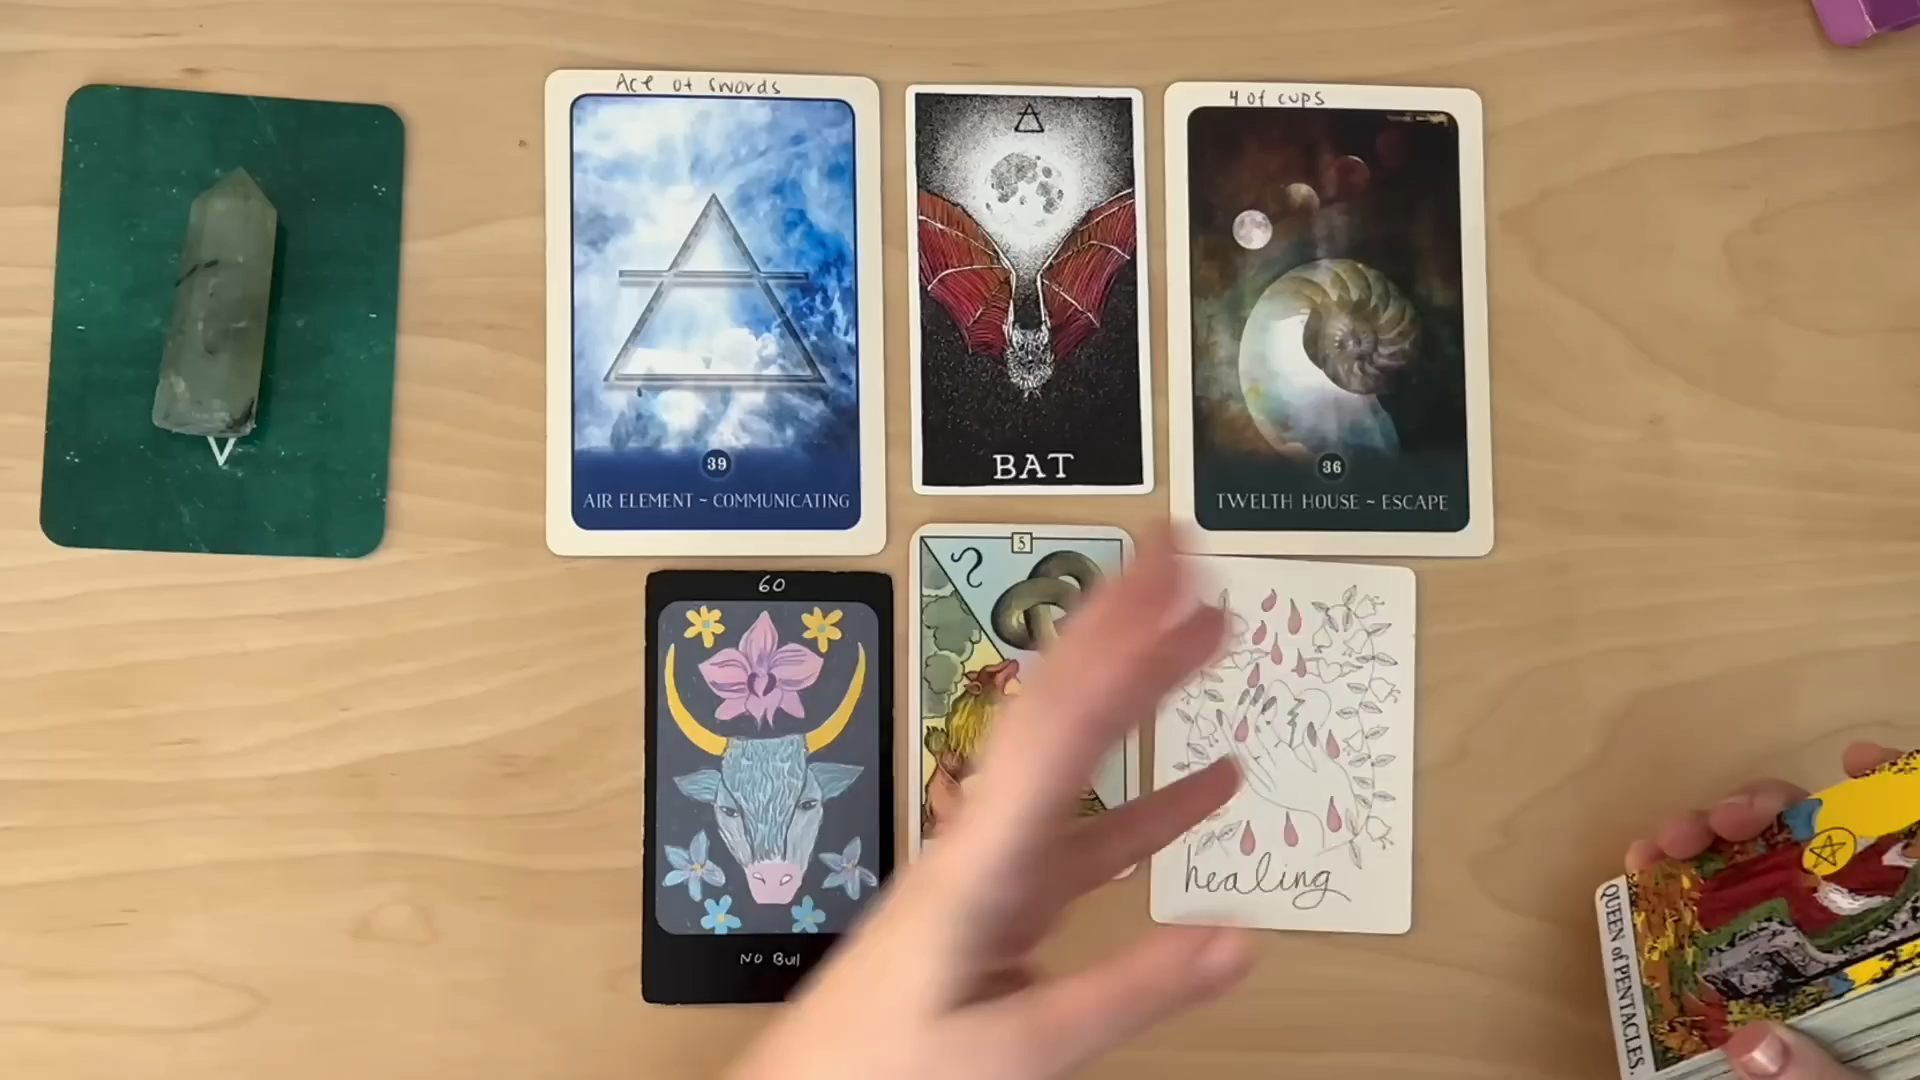 Ace of swords
39
AIR ELEMENT ~ COMMUNICATING
BAT
4 of cups
36
TWELTH HOUSE ~ ESCAPE
60
NO Bull
5
healing
QUEEN of PENTACLES.